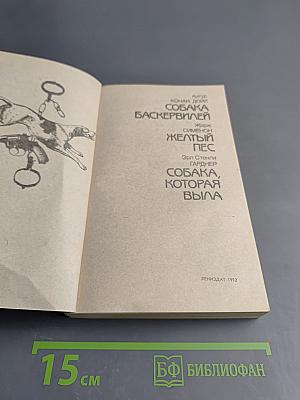 Артур
КОНАН ДОЙЛ
СОБАКА
БАСКЕРВИЛЕЙ
Жорж
СИМЕНОН
ЖЕЛТЫЙ
ПЕС
Эрл Стенли
ГАРДНЕР
СОБАКА,
КОТОРАЯ
ВЫЛА
ЛЕНИЗДАТ 1992
15 см
БФ БИБЛИОФАН